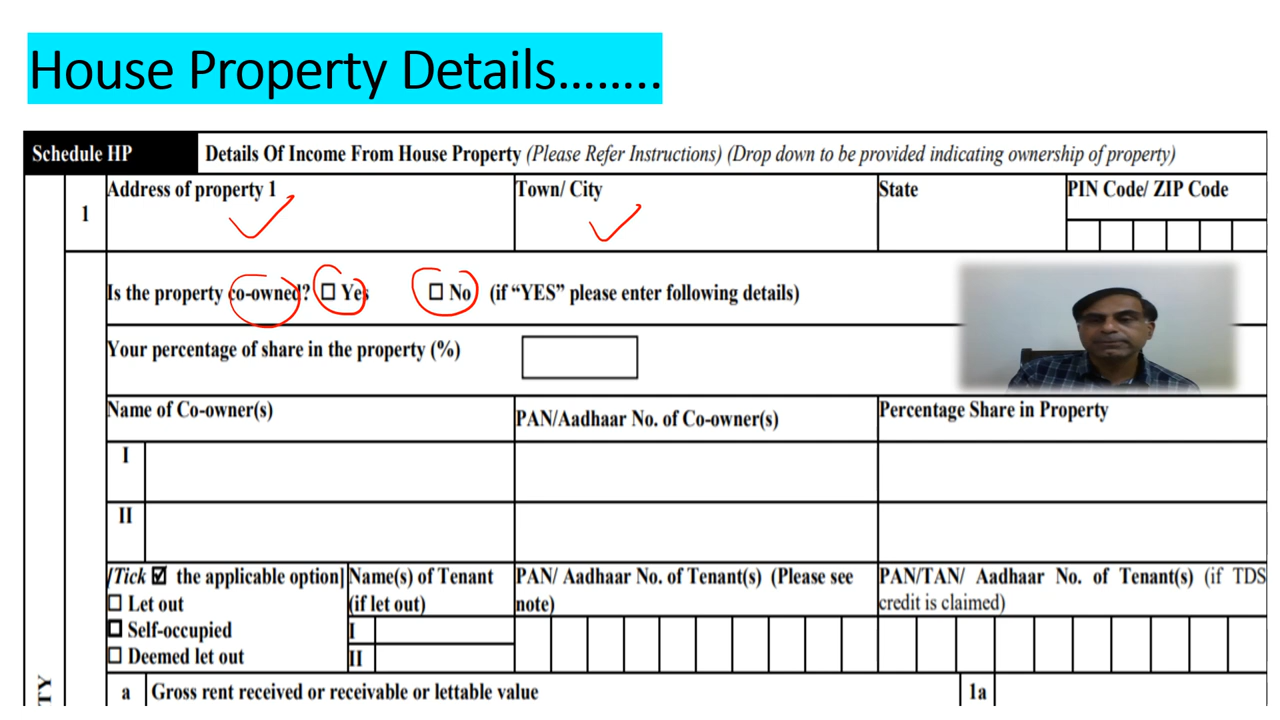 House Property Details........
Schedule HP
Details Of Income From House Property (Please Refer Instructions) (Drop down to be provided indicating ownership of property)
1
Address of property 1
Town/ City
State
PIN Code/ ZIP Code
Is the property co-owned? ☐ Yes ☐ No (if “YES” please enter following details)
Your percentage of share in the property (%)
Name of Co-owner(s)
PAN/Aadhaar No. of Co-owner(s)
Percentage Share in Property
I
II
[Tick ☑ the applicable option]
☐ Let out
☐ Self-occupied
☐ Deemed let out
Name(s) of Tenant
(if let out)
I
II
PAN/ Aadhaar No. of Tenant(s) (Please see
note)
PAN/TAN/ Aadhaar No. of Tenant(s) (if TDS
credit is claimed)
TY
a Gross rent received or receivable or lettable value 1a